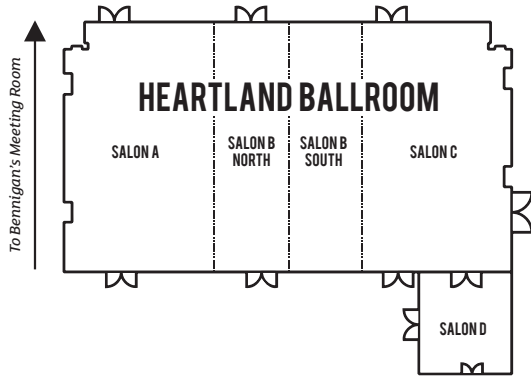 To Bennigan's Meeting Room
HEARTLAND BALLROOM
SALON A
SALON B
NORTH
SALON B
SOUTH
SALON C
SALON D